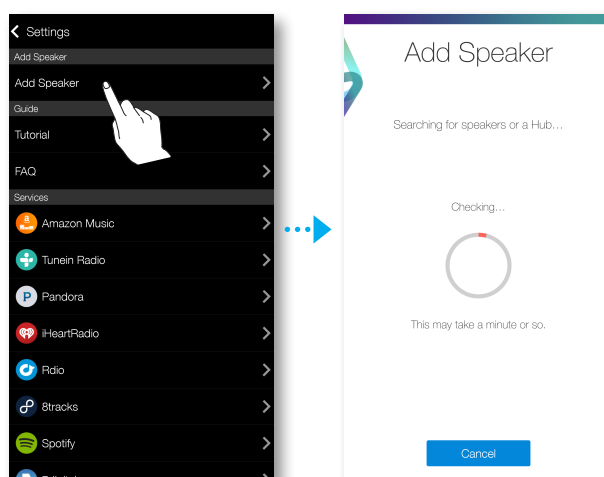 Settings
Add Speaker
Add Speaker
Guide
Tutorial
FAQ
Services
Amazon Music
Tunein Radio
Pandora
iHeartRadio
Rdio
8tracks
Spotify
Add Speaker
Searching for speakers or a Hub...
Checking...
This may take a minute or so.
Cancel